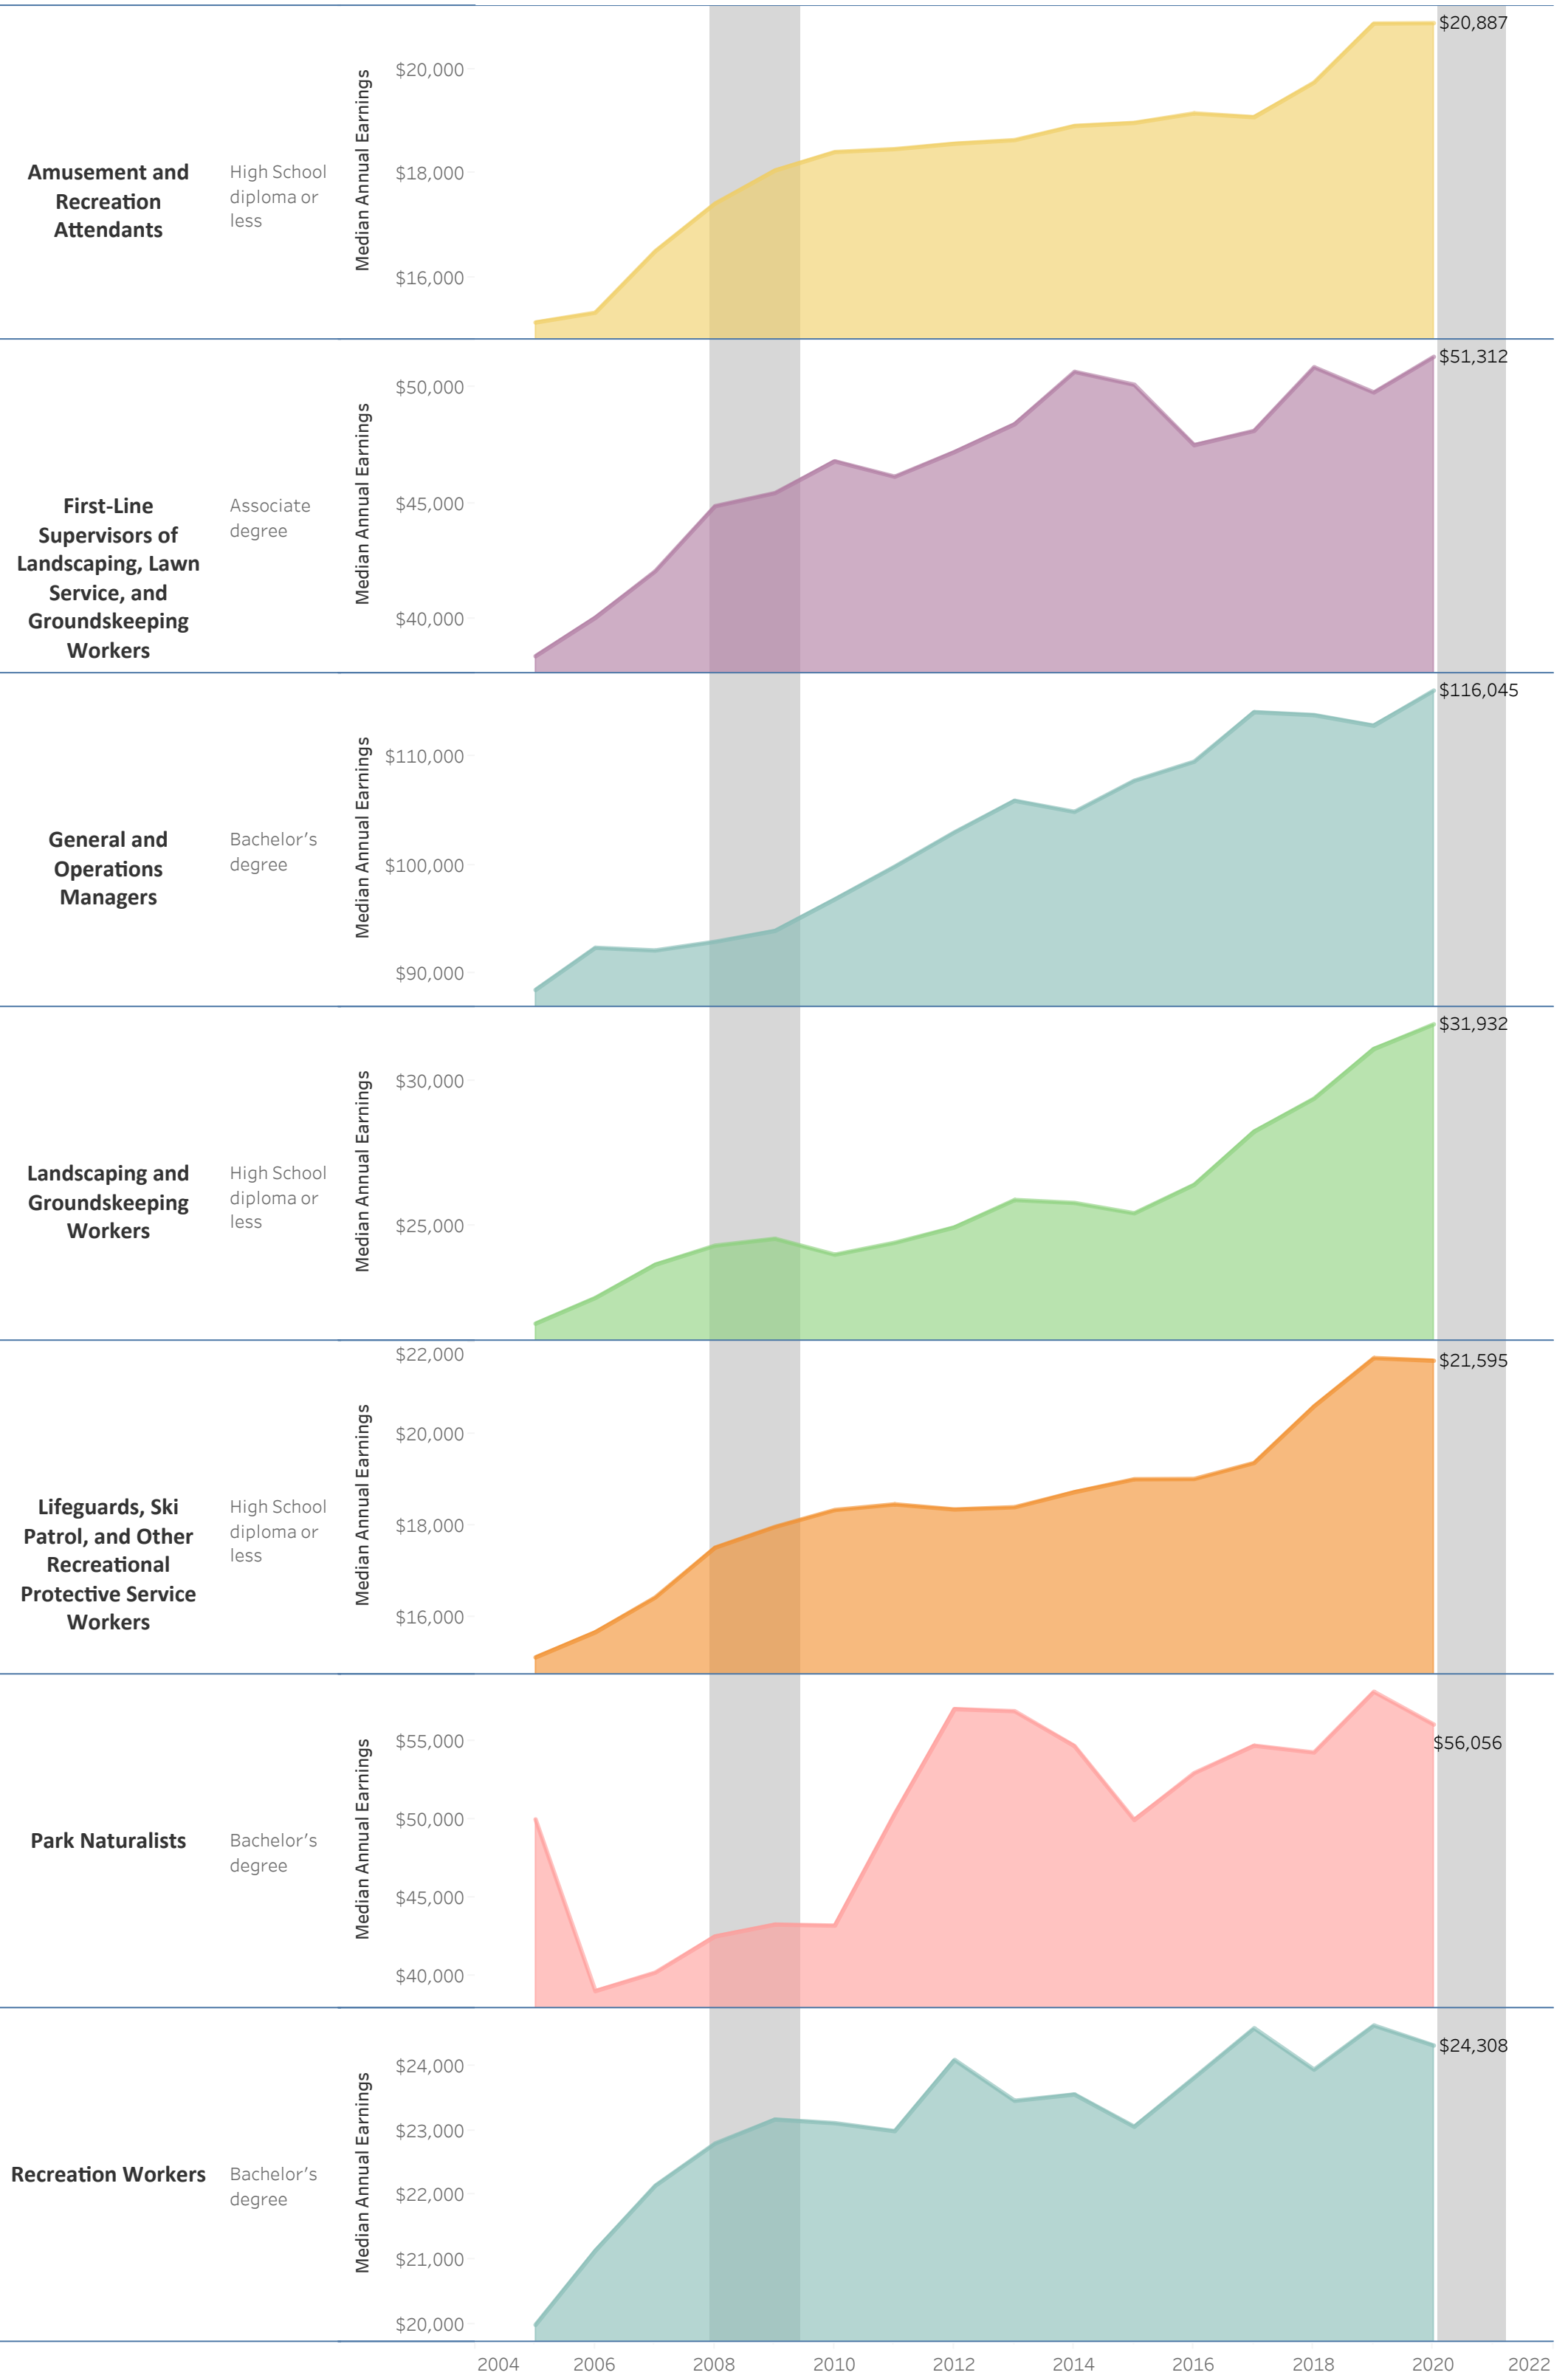 $20,887
$20,000
$18,000
$16,000
Median Annual Earnings
Amusement and
Recreation
Attendants
High School
diploma or
less
$51,312
$50,000
$45,000
$40,000
Median Annual Earnings
First-Line
Supervisors of
Landscaping, Lawn
Service, and
Groundskeeping
Workers
Associate
degree
$116,045
$110,000
$100,000
$90,000
Median Annual Earnings
General and
Operations
Managers
Bachelor's
degree
$31,932
$30,000
$25,000
Median Annual Earnings
Landscaping and
Groundskeeping
Workers
High School
diploma or
less
$22,000
$21,595
$20,000
$18,000
$16,000
Median Annual Earnings
Lifeguards, Ski
Patrol, and Other
Recreational
Protective Service
Workers
High School
diploma or
less
$55,000
$56,056
$50,000
$45,000
$40,000
Median Annual Earnings
Park Naturalists
Bachelor's
degree
$24,308
$24,000
$23,000
$22,000
$21,000
$20,000
Median Annual Earnings
Recreation Workers
Bachelor's
degree
2004 2006 2008 2010 2012 2014 2016 2018 2020 2022